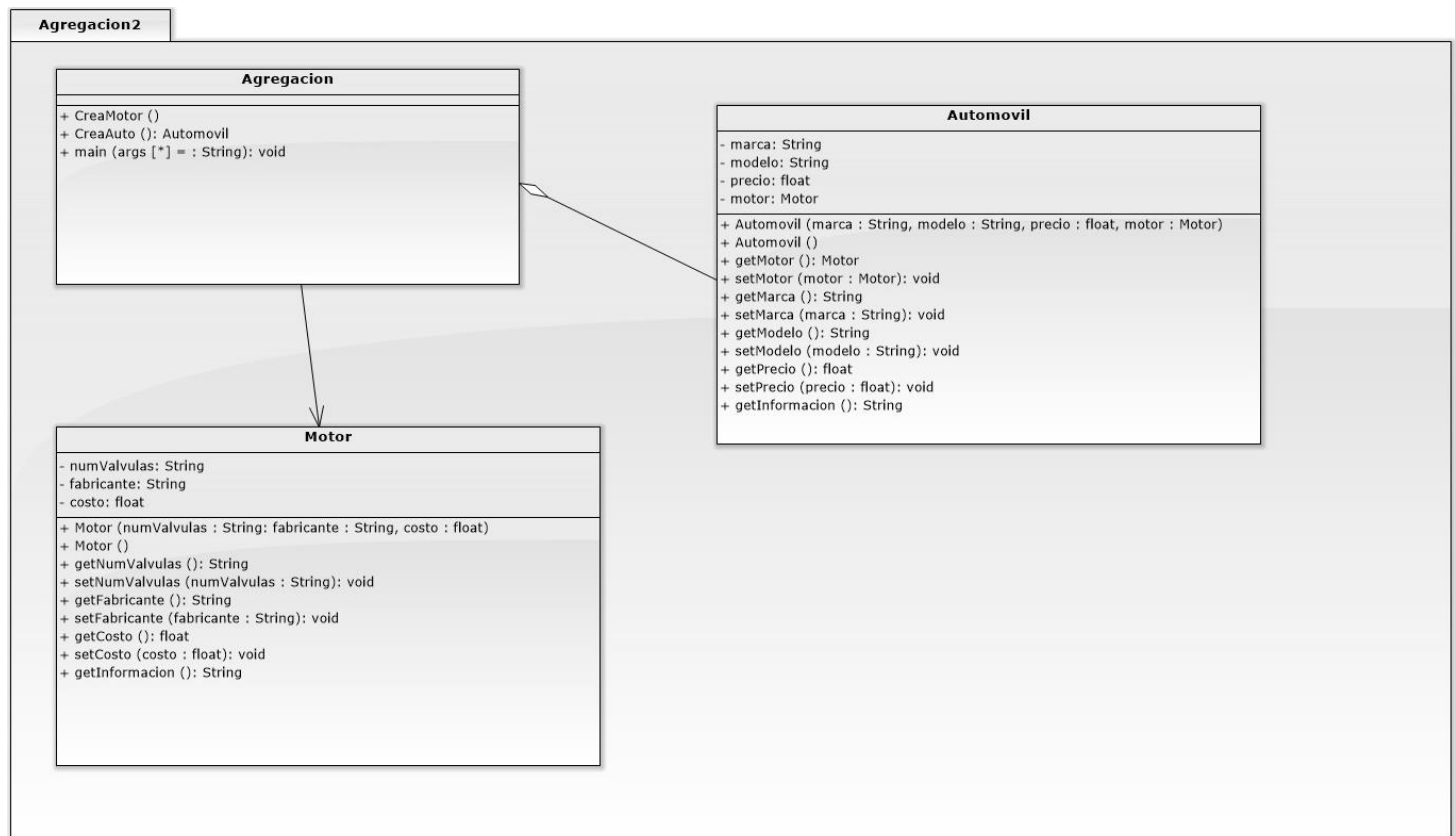 Agregacion2
Agregacion
+ CreaMotor ()
+ CreaAuto (): Automovil
+ main (args [*] = : String): void
Automovil
- marca: String
- modelo: String
- precio: float
- motor: Motor
+ Automovil (marca : String, modelo : String, precio : float, motor : Motor)
+ Automovil ()
+ getMotor (): Motor
+ setMotor (motor : Motor): void
+ getMarca (): String
+ setMarca (marca : String): void
+ getModelo (): String
+ setModelo (modelo : String): void
+ getPrecio (): float
+ setPrecio (precio : float): void
+ getInformacion (): String
Motor
- numValvulas: String
- fabricante: String
- costo: float
+ Motor (numValvulas : String: fabricante : String, costo : float)
+ Motor ()
+ getNumValvulas (): String
+ setNumValvulas (numValvulas : String): void
+ getFabricante (): String
+ setFabricante (fabricante : String): void
+ getCosto (): float
+ setCosto (costo : float): void
+ getInformacion (): String